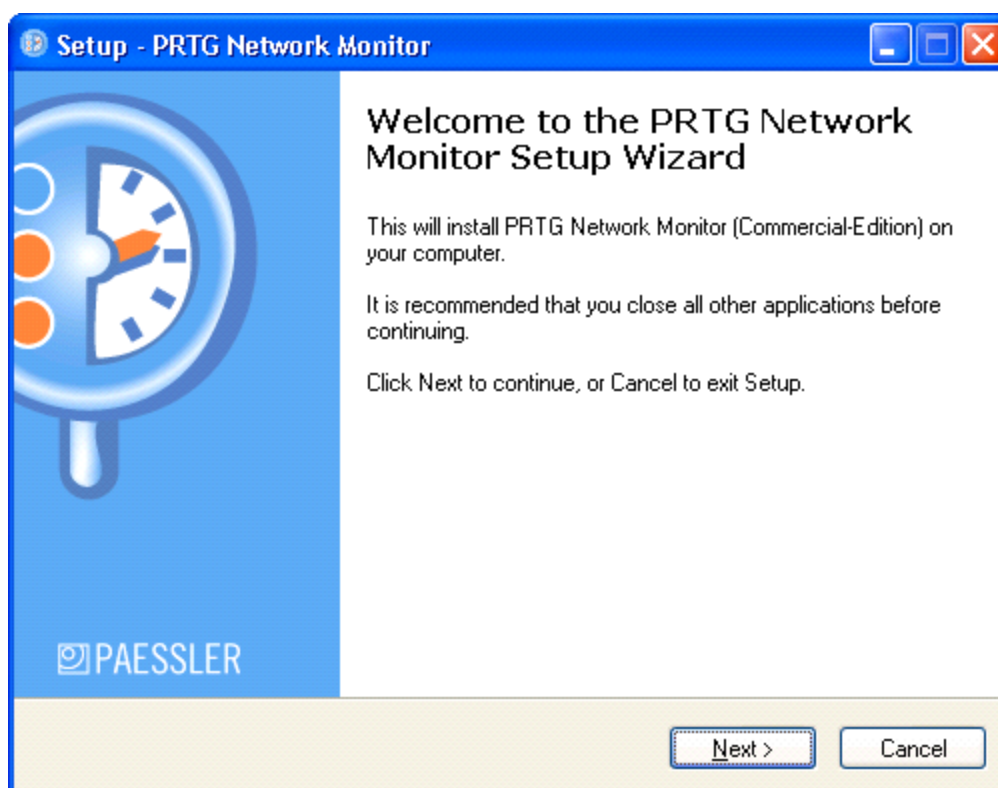 Setup - PRTG Network Monitor
Welcome to the PRTG Network
Monitor Setup Wizard
This will install PRTG Network Monitor (Commercial-Edition) on
your computer.
It is recommended that you close all other applications before
continuing.
Click Next to continue, or Cancel to exit Setup.
PAESSLER
Next >
Cancel